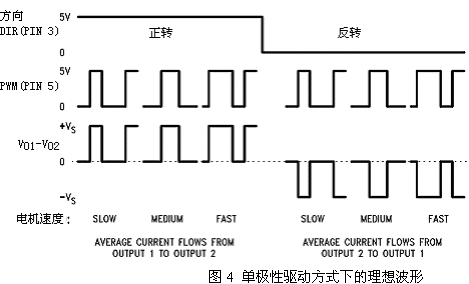 方向
DIR(PIN 3)
5V
0
正转
反转
PWM(PIN 5)
5V
0
VO1-VO2
+VS
0
-VS
电机速度：
SLOW MEDIUM FAST SLOW MEDIUM FAST
AVERAGE CURRENT FLOWS FROM
OUTPUT 1 TO OUTPUT 2
AVERAGE CURRENT FLOWS FROM
OUTPUT 2 TO OUTPUT 1
图 4 单极性驱动方式下的理想波形